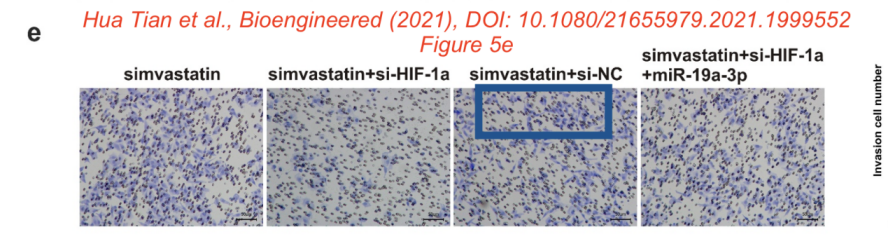 Hua Tian et al., Bioengineered (2021), DOI: 10.1080/21655979.2021.1999552
Figure 5e
e
simvastatin
simvastatin+si-HIF-1a
simvastatin+si-NC
simvastatin+si-HIF-1a
+miR-19a-3p
Invasion cell number